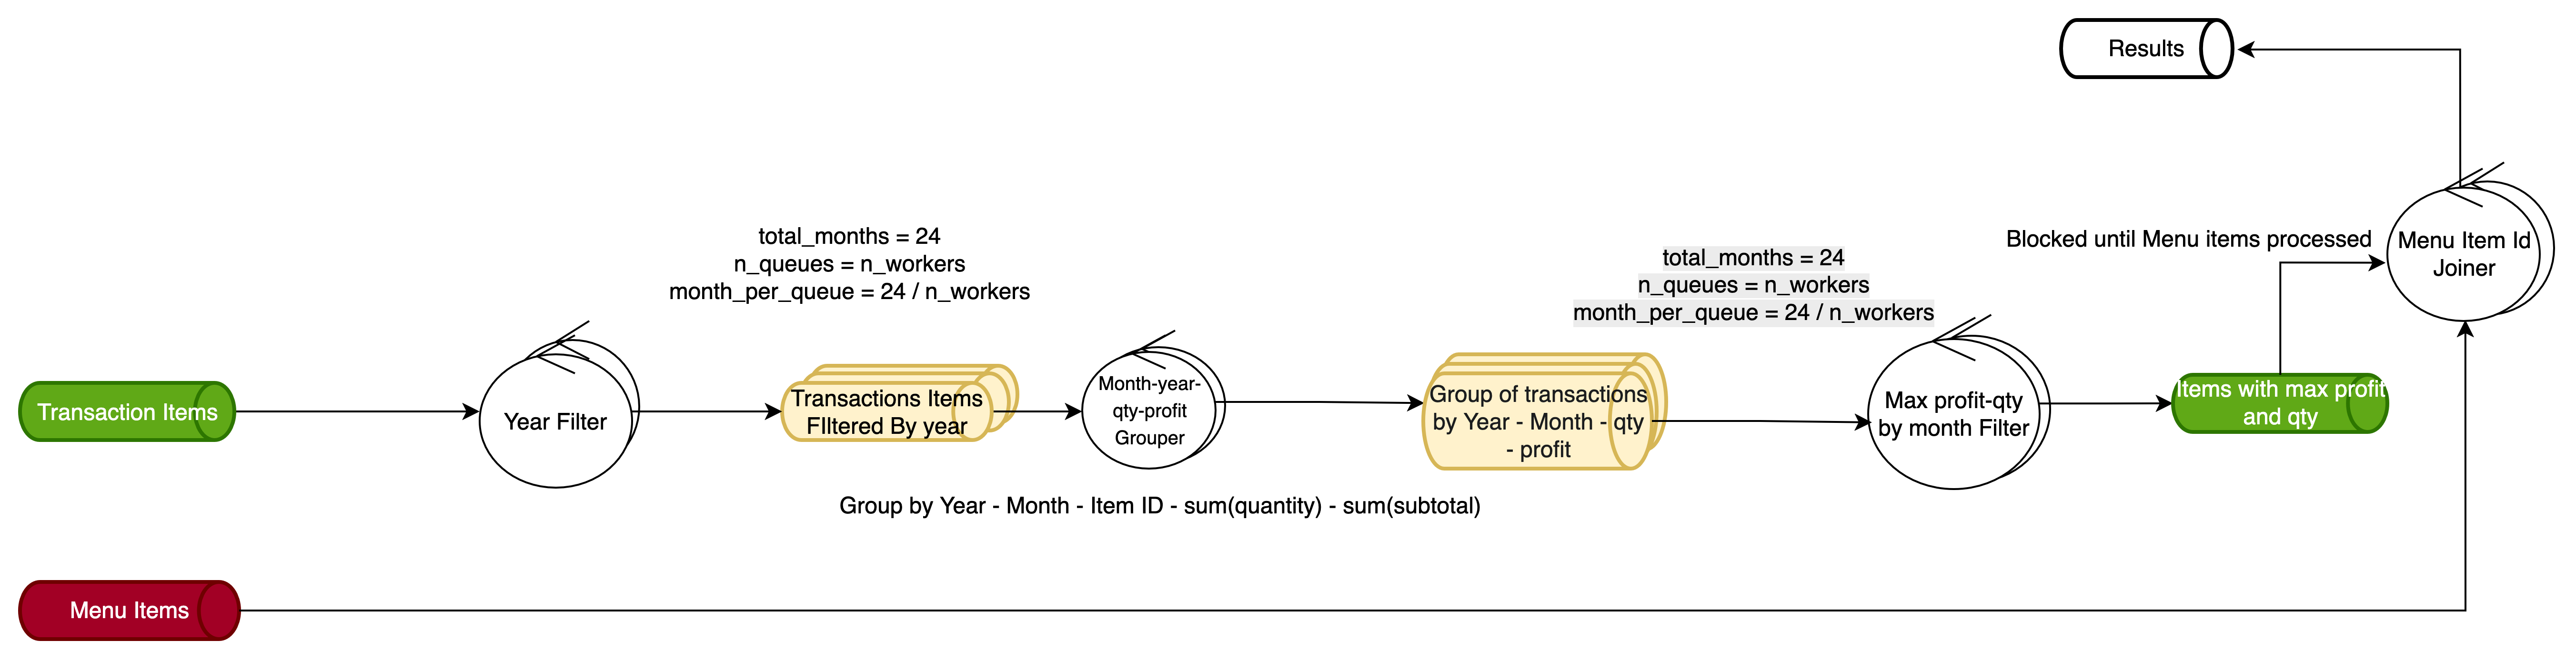 Results
total_months = 24
n_queues = n_workers
month_per_queue = 24 / n_workers
total_months = 24
n_queues = n_workers
month_per_queue = 24 / n_workers
Blocked until Menu items processed
Menu Item Id
Joiner
Transaction Items
Year Filter
Transactions Items
FIltered By year
Month-year-
qty-profit
Grouper
Group of transactions
by Year - Month - qty
- profit
Max profit-qty
by month Filter
Items with max profit
and qty
Group by Year - Month - Item ID - sum(quantity) - sum(subtotal)
Menu Items